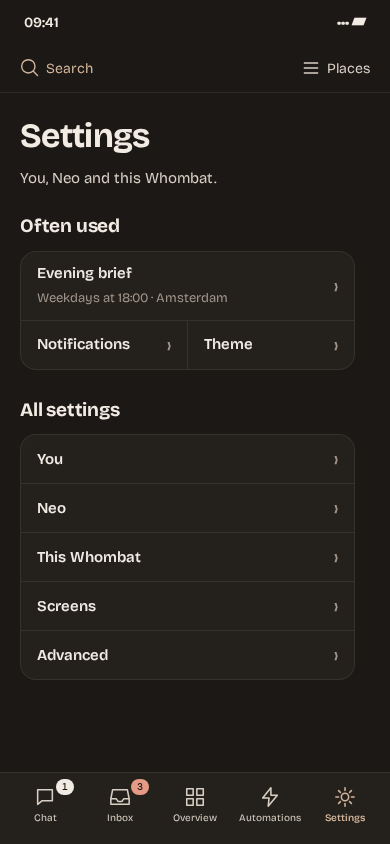 09:41
Search
Places
Settings
You, Neo and this Whombat.
Often used
Evening brief
Weekdays at 18:00 · Amsterdam
Notifications
Theme
All settings
You
Neo
This Whombat
Screens
Advanced
1
3
Chat
Inbox
Overview
Automations
Settings